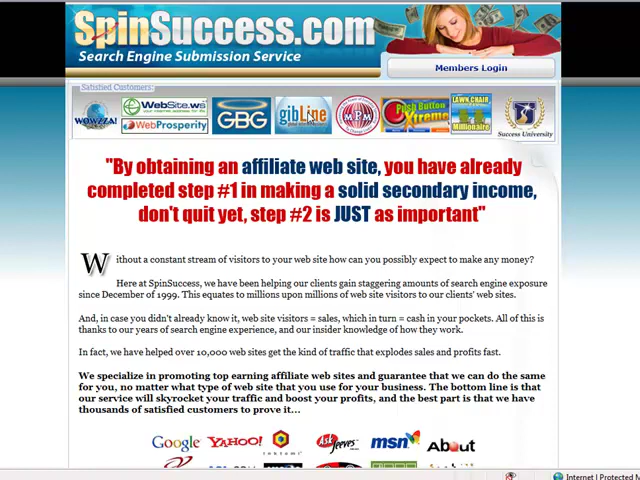 SpinSuccess.com
Search Engine Submission Service
Members Login
Satisfied Customers:
WOWZZA!
WebSite.ws
WebProsperity
GBG
gibLine
MPM
Push Button Xtreme
LAWN CHAIR Millionaire
Success University
"By obtaining an affiliate web site, you have already
completed step #1 in making a solid secondary income,
don't quit yet, step #2 is JUST as important"
Without a constant stream of visitors to your web site how can you possibly expect to make any money?
Here at SpinSuccess, we have been helping our clients gain staggering amounts of search engine exposure
since December of 1999. This equates to millions upon millions of web site visitors to our clients' web sites.
And, in case you didn't already know it, web site visitors = sales, which in turn = cash in your pockets. All of this is
thanks to our years of search engine experience, and our insider knowledge of how they work.
In fact, we have helped over 10,000 web sites get the kind of traffic that explodes sales and profits fast.
We specialize in promoting top earning affiliate web sites and guarantee that we can do the same
for you, no matter what type of web site that you use for your business. The bottom line is that
our service will skyrocket your traffic and boost your profits, and the best part is that we have
thousands of satisfied customers to prove it...
Google YAHOO! inktomi Ask Jeeves msn About
Internet | Protected M